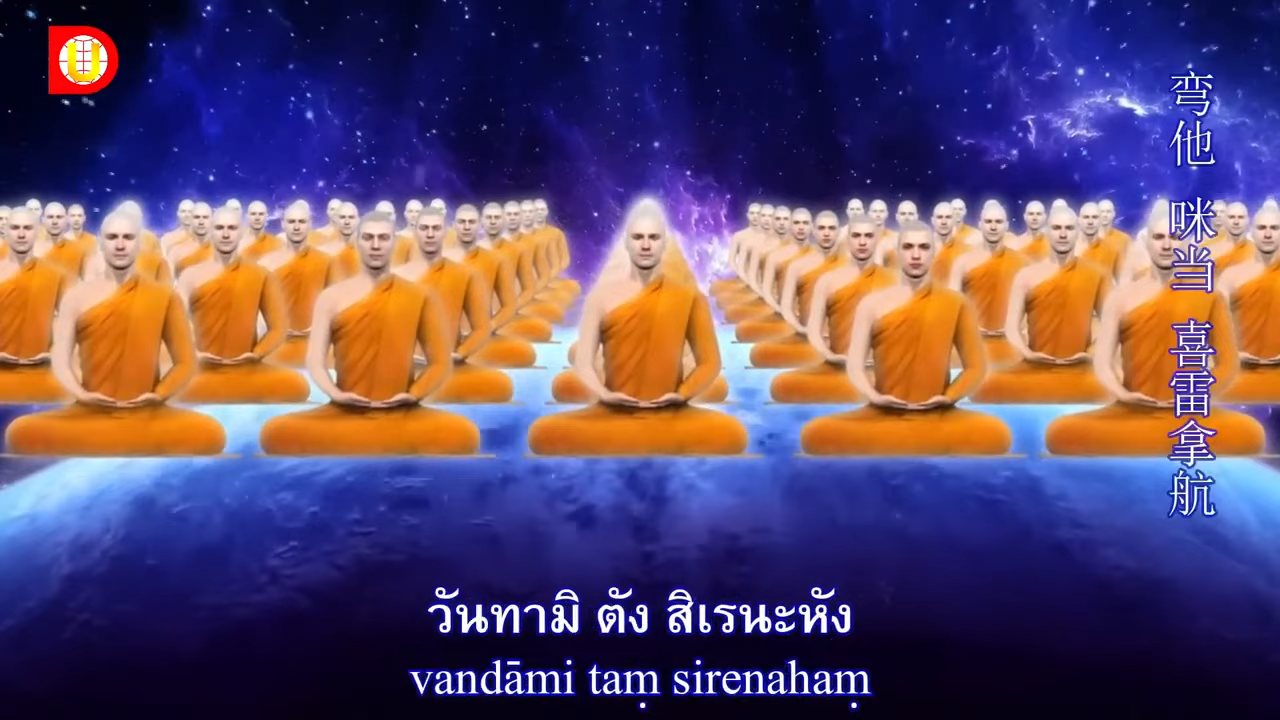 U
弯他 咪当 喜雷拿航
วันทามิ ตัง สิเรนะหัง
vandāmi taṃ sirenahaṃ